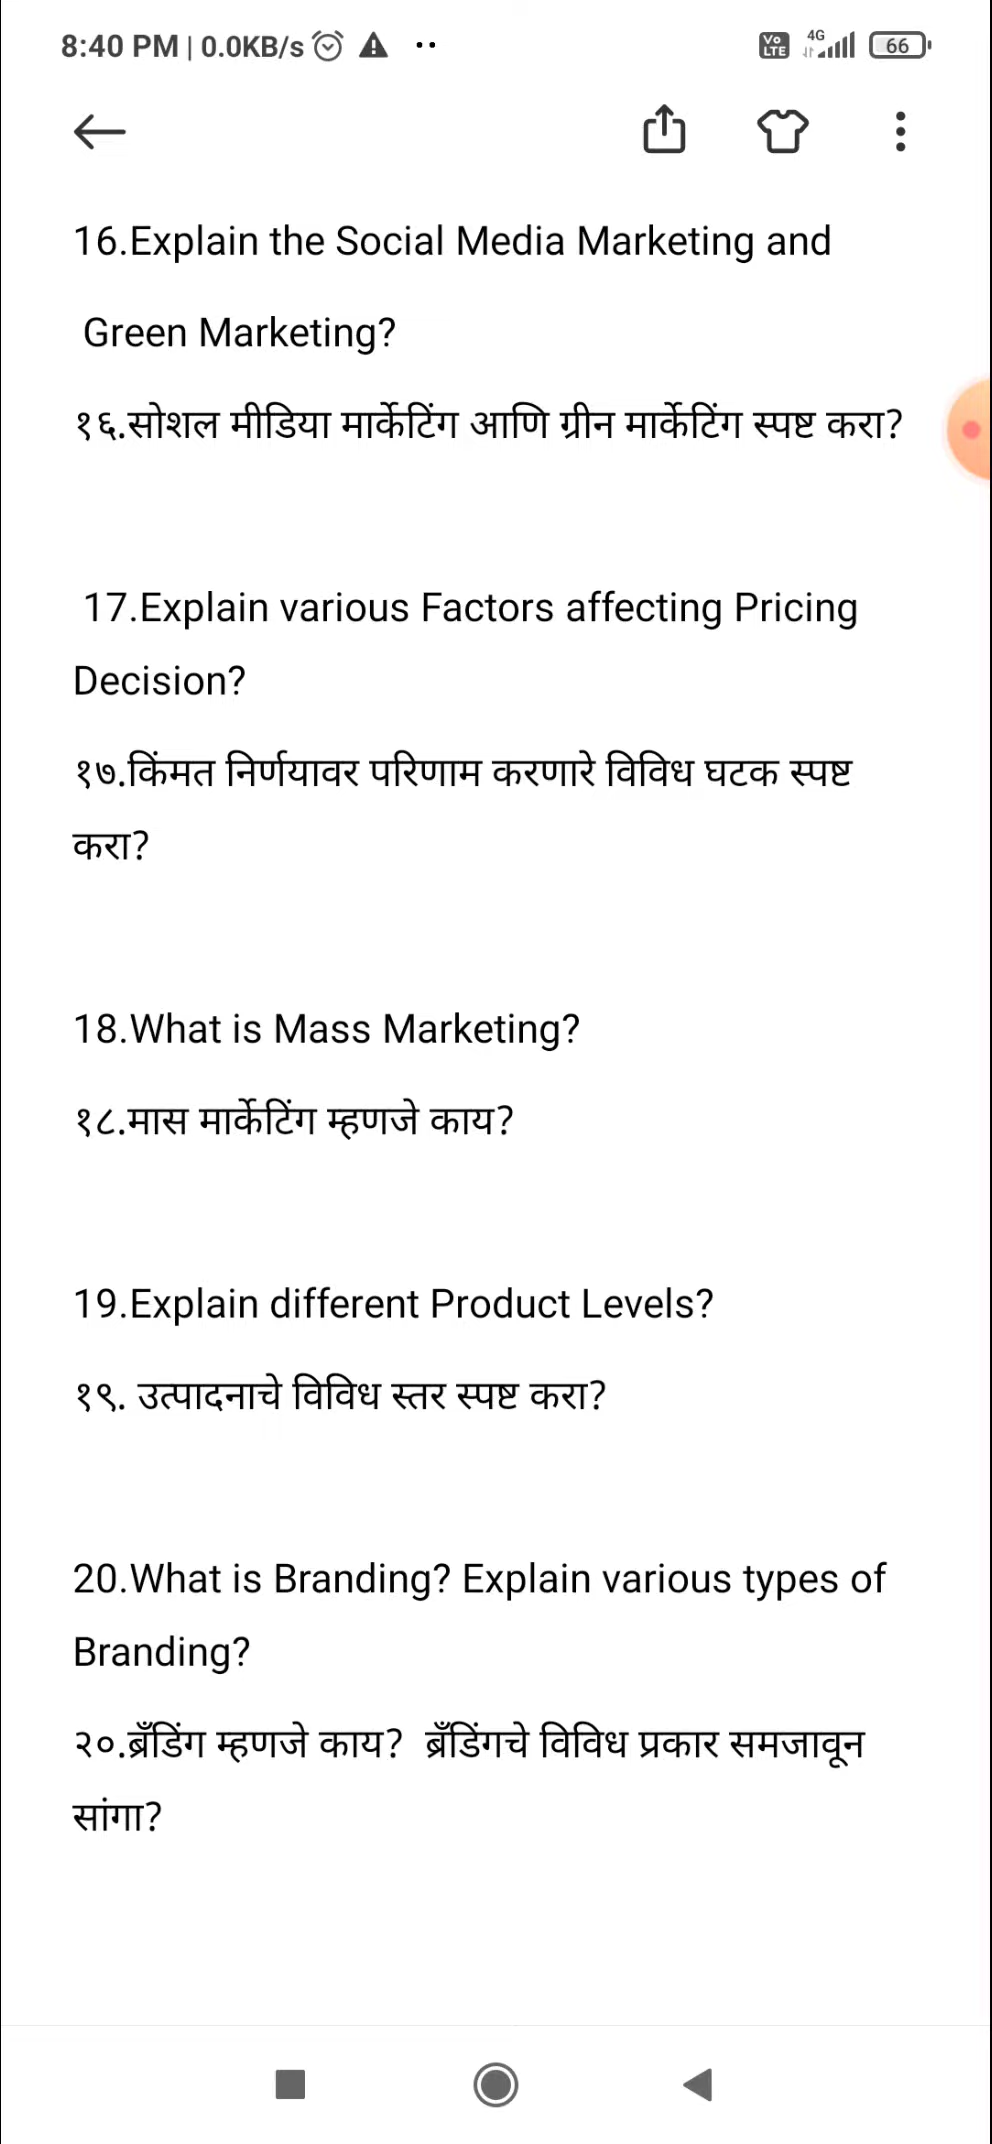 8:40 PM | 0.0KB/s
Vo LTE 4G 66
16.Explain the Social Media Marketing and
Green Marketing?
१६.सोशल मीडिया मार्केटिंग आणि ग्रीन मार्केटिंग स्पष्ट करा?
17.Explain various Factors affecting Pricing
Decision?
१७.किंमत निर्णयावर परिणाम करणारे विविध घटक स्पष्ट
करा?
18.What is Mass Marketing?
१८.मास मार्केटिंग म्हणजे काय?
19.Explain different Product Levels?
१९. उत्पादनाचे विविध स्तर स्पष्ट करा?
20.What is Branding? Explain various types of
Branding?
२०.ब्रँडिंग म्हणजे काय?  ब्रँडिंगचे विविध प्रकार समजावून
सांगा?